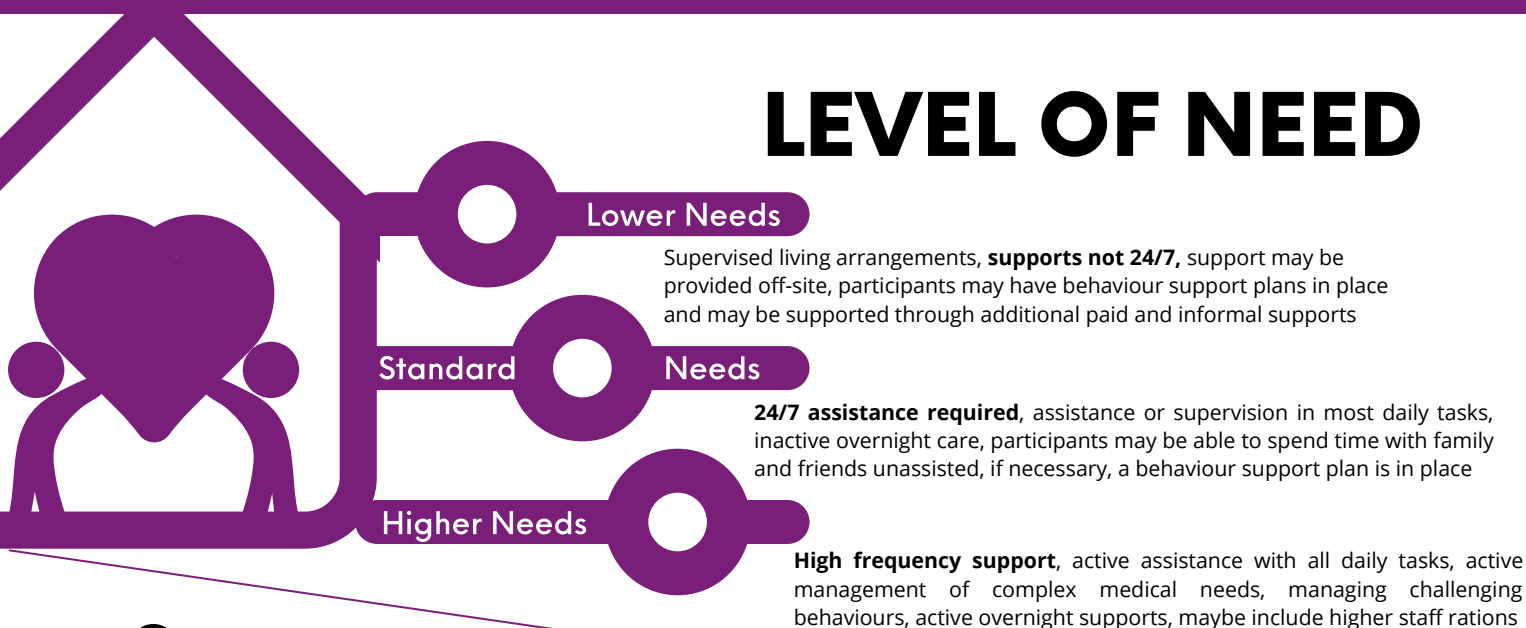 LEVEL OF NEED
Lower Needs
Supervised living arrangements, supports not 24/7, support may be
provided off-site, participants may have behaviour support plans in place
and may be supported through additional paid and informal supports
Standard Needs
24/7 assistance required, assistance or supervision in most daily tasks,
inactive overnight care, participants may be able to spend time with family
and friends unassisted, if necessary, a behaviour support plan is in place
Higher Needs
High frequency support, active assistance with all daily tasks, active
management of complex medical needs, managing challenging
behaviours, active overnight supports, maybe include higher staff rations